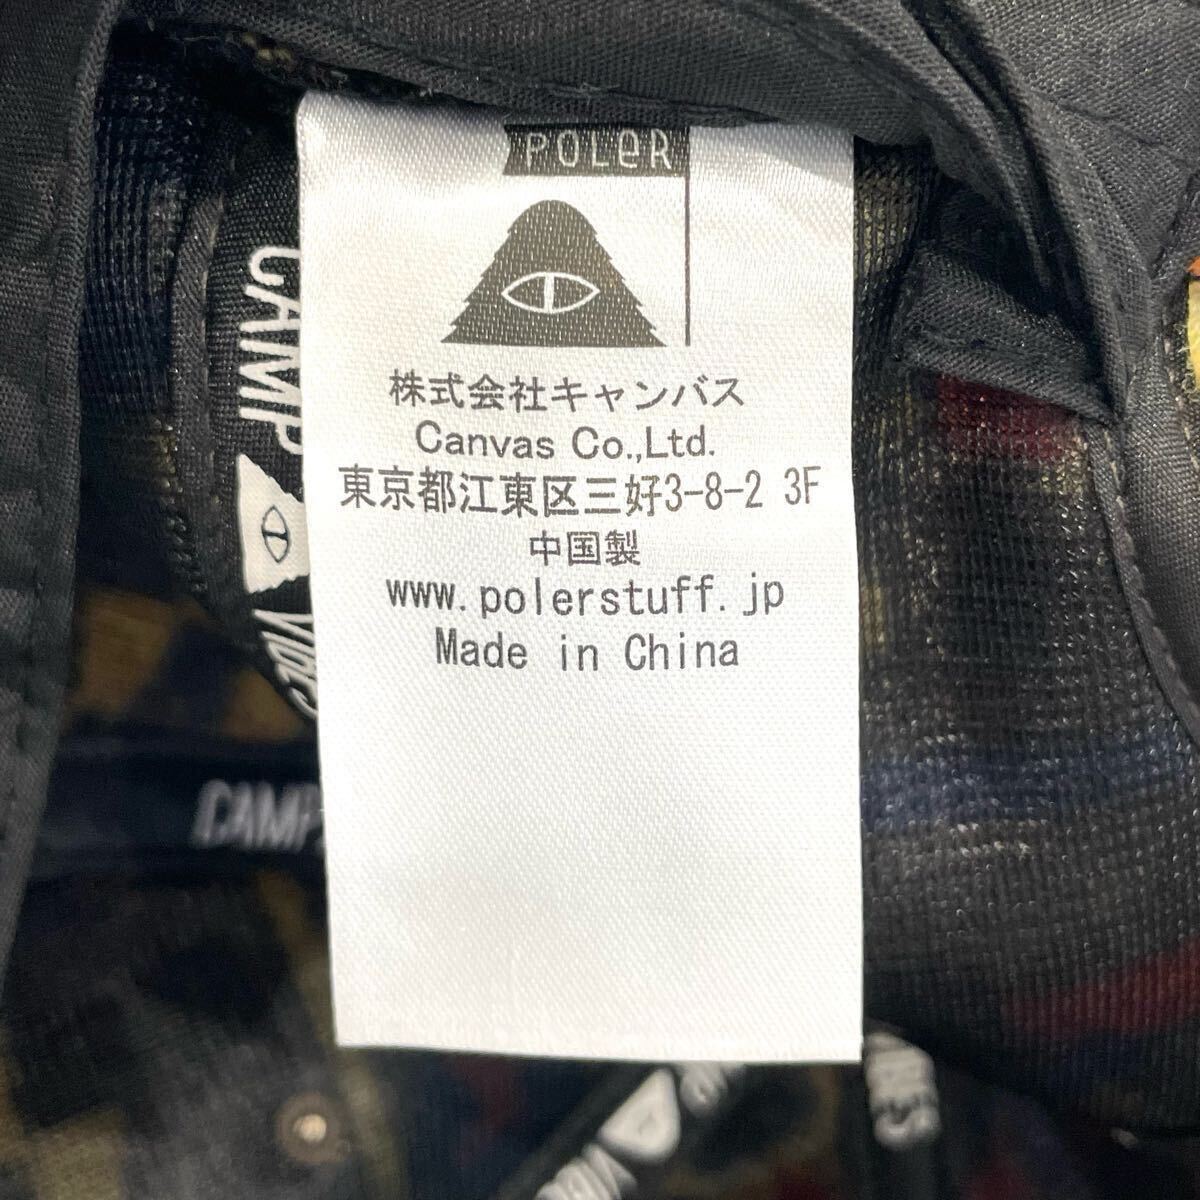 POLeR
株式会社キャンバス
Canvas Co.,Ltd.
東京都江東区三好3-8-2 3F
中国製
www.polerstuff.jp
Made in China
CAMP
VIBES
CAMP